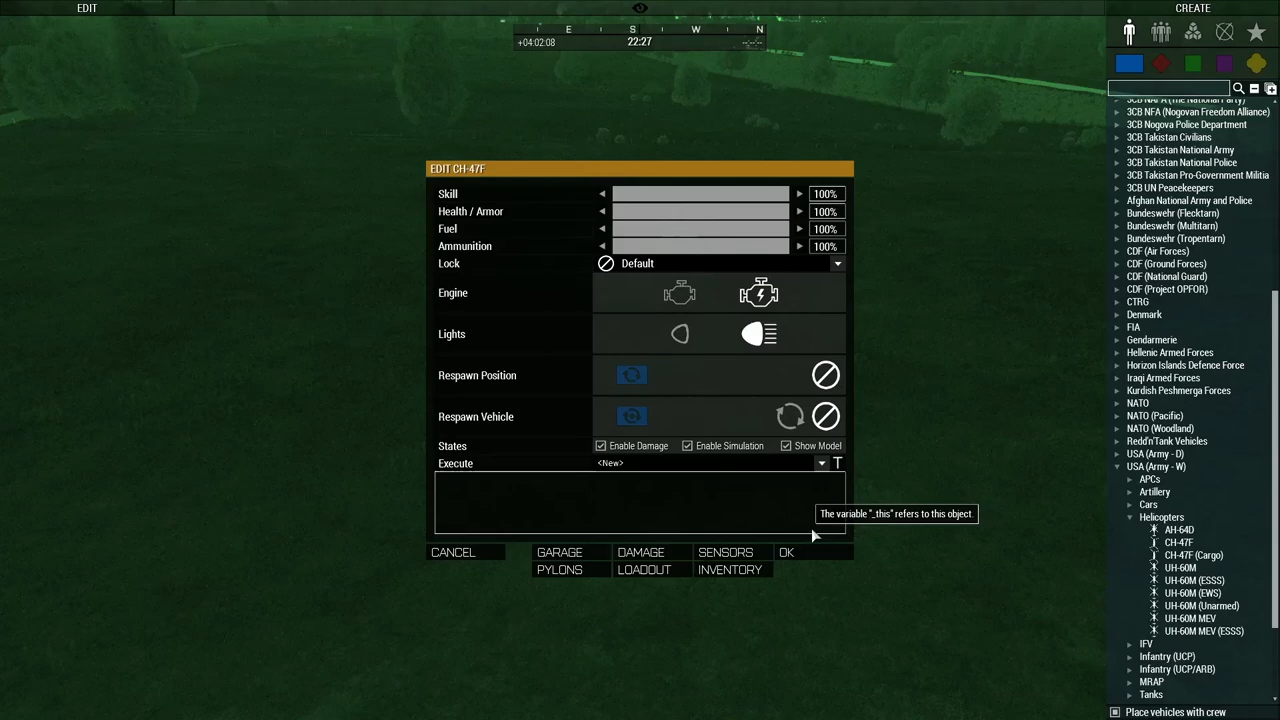 EDIT
CREATE
E S W N
+04:02:08 22:27
3CB NAPA (The National Party)
3CB NFA (Nogovan Freedom Alliance)
3CB Nogova Police Department
3CB Takistan Civilians
3CB Takistan National Army
3CB Takistan National Police
3CB Takistan Pro-Government Militia
3CB UN Peacekeepers
Afghan National Army and Police
Bundeswehr (Flecktarn)
Bundeswehr (Multitarn)
Bundeswehr (Tropentarn)
CDF (Air Forces)
CDF (Ground Forces)
CDF (National Guard)
CDF (Project OPFOR)
CTRG
Denmark
FIA
Gendarmerie
Hellenic Armed Forces
Horizon Islands Defence Force
Iraqi Armed Forces
Kurdish Peshmerga Forces
NATO
NATO (Pacific)
NATO (Woodland)
Redd'n'Tank Vehicles
USA (Army - D)
USA (Army - W)
APCs
Artillery
Cars
Helicopters
AH-64D
CH-47F
CH-47F (Cargo)
UH-60M
UH-60M (ESSS)
UH-60M (EWS)
UH-60M (Unarmed)
UH-60M MEV
UH-60M MEV (ESSS)
IFV
Infantry (UCP)
Infantry (UCP/ARB)
MRAP
Tanks
Place vehicles with crew
EDIT CH-47F
Skill 100%
Health / Armor 100%
Fuel 100%
Ammunition 100%
Lock Default
Engine
Lights
Respawn Position
Respawn Vehicle
States Enable Damage Enable Simulation Show Model
Execute <New> T
The variable "_this" refers to this object.
CANCEL GARAGE DAMAGE SENSORS OK
PYLONS LOADOUT INVENTORY